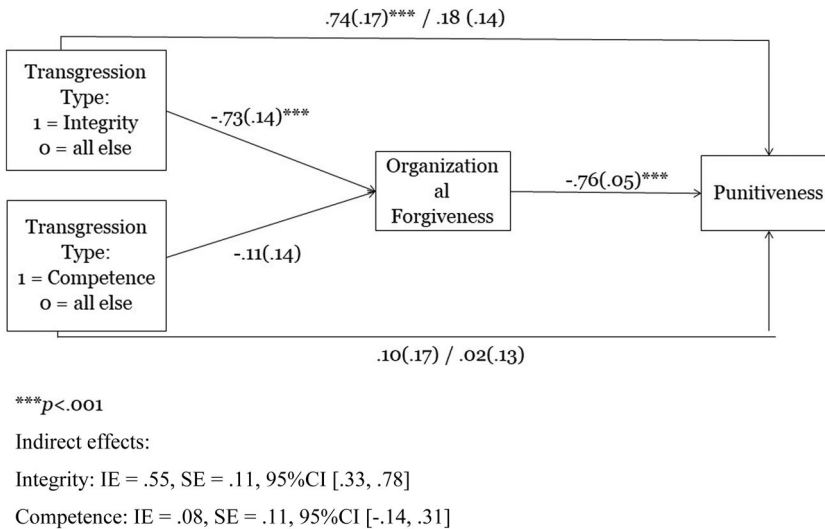 .74(.17)*** / .18 (.14)
Transgression
Type:
1 = Integrity
0 = all else
-.73(.14)***
Organization
al
Forgiveness
-.76(.05)***
Punitiveness
Transgression
Type:
1 = Competence
0 = all else
-.11(.14)
.10(.17) / .02(.13)
***p<.001
Indirect effects:
Integrity: IE = .55, SE = .11, 95%CI [.33, .78]
Competence: IE = .08, SE = .11, 95%CI [-.14, .31]